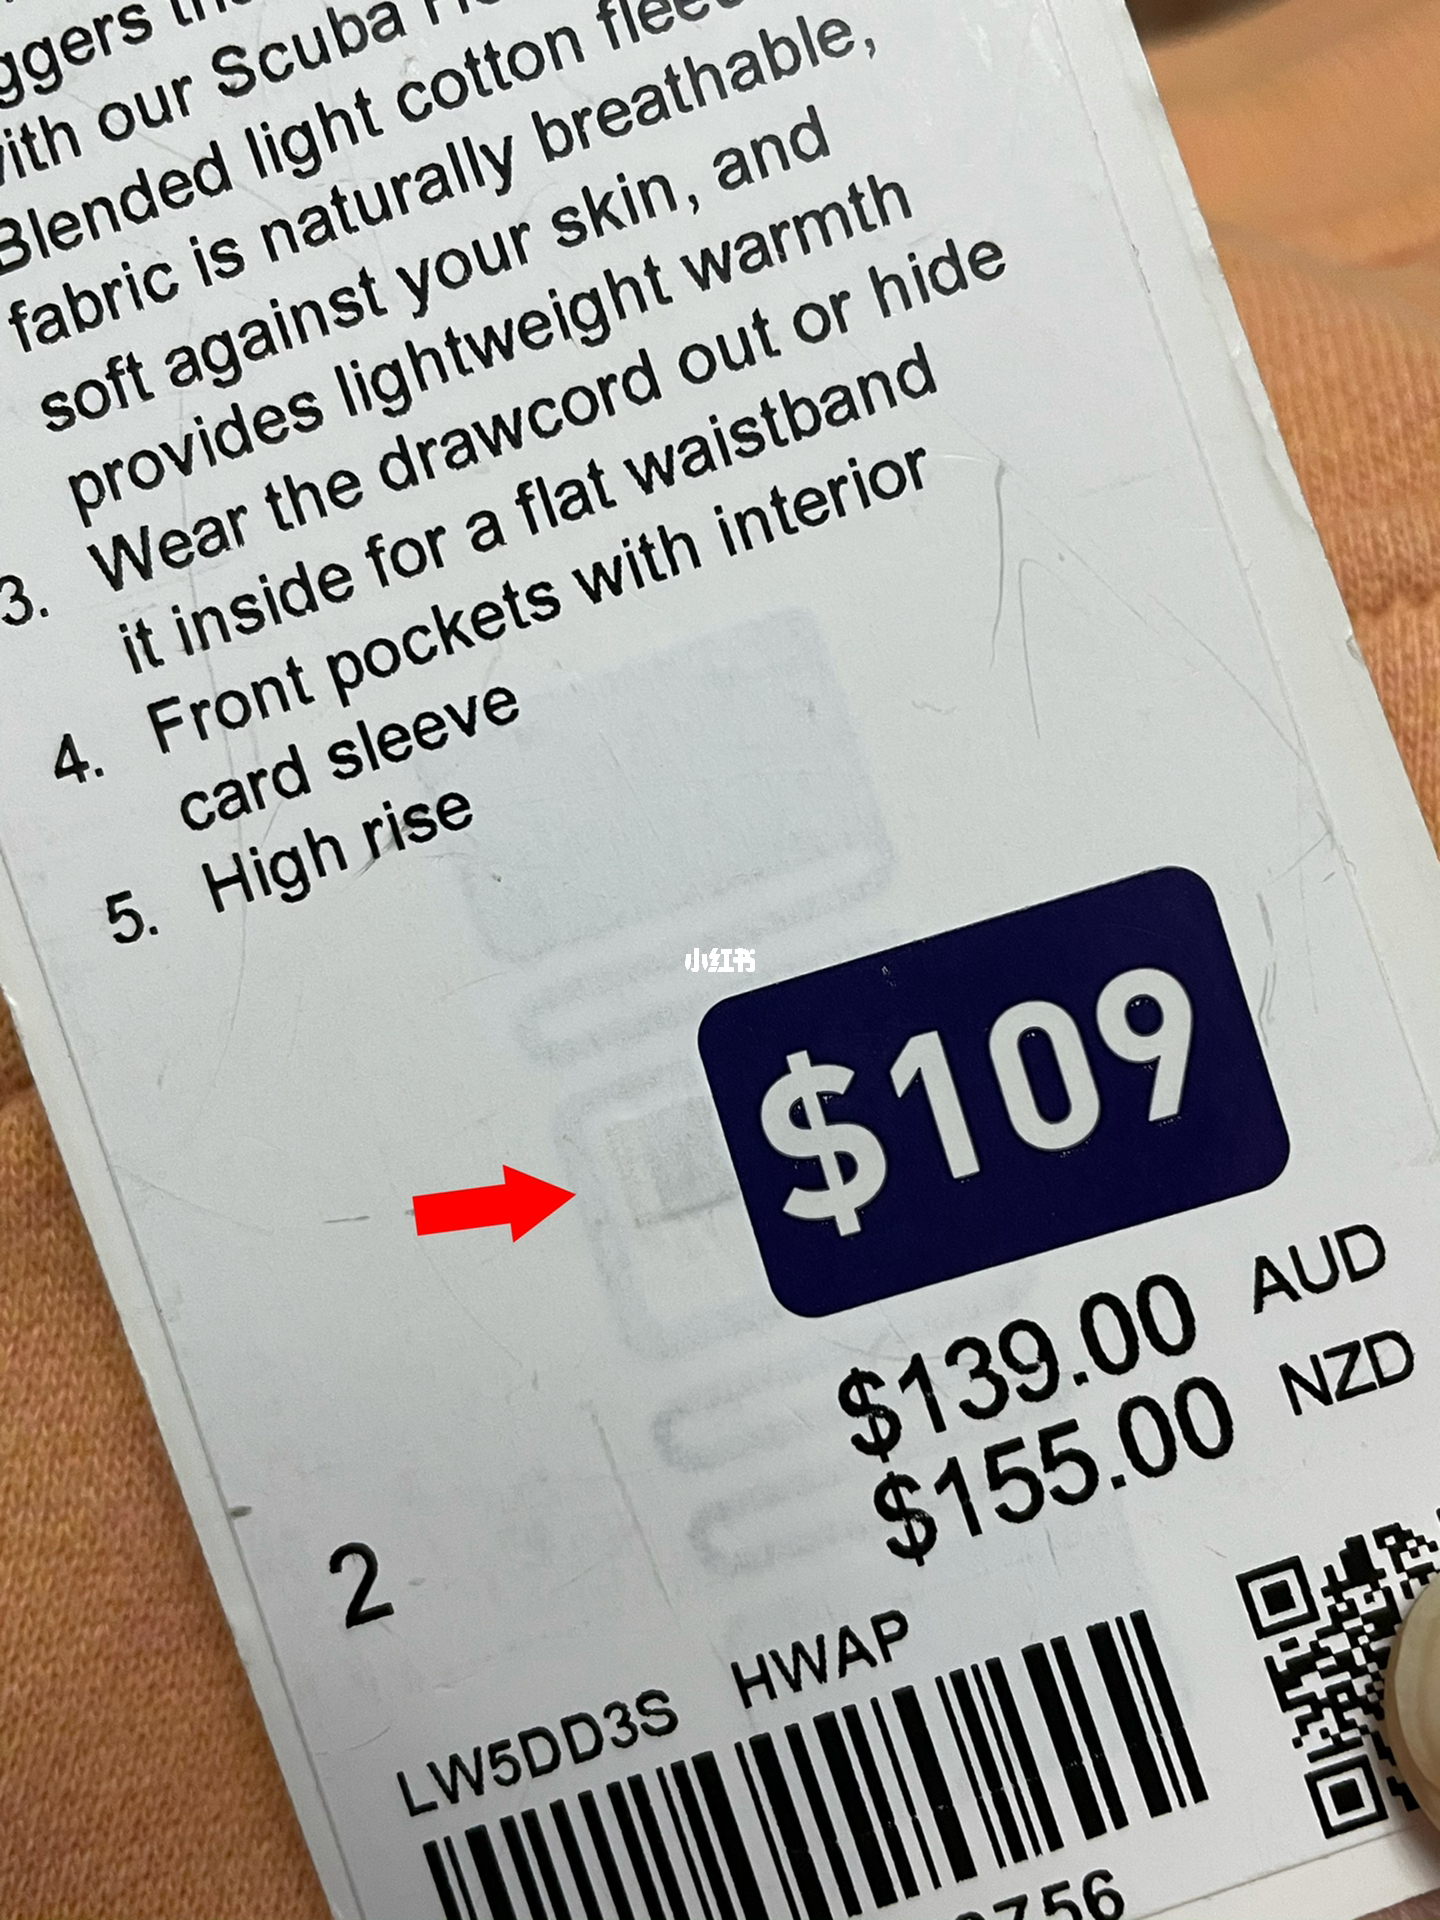 with our Scuba
Blended light cotton
fabric is naturally breathable,
soft against your skin, and
provides lightweight warmth
3. Wear the drawcord out or hide
it inside for a flat waistband
4. Front pockets with interior
card sleeve
5. High rise
小红书
$109
$139.00 AUD
$155.00 NZD
2
LW5DD3S HWAP